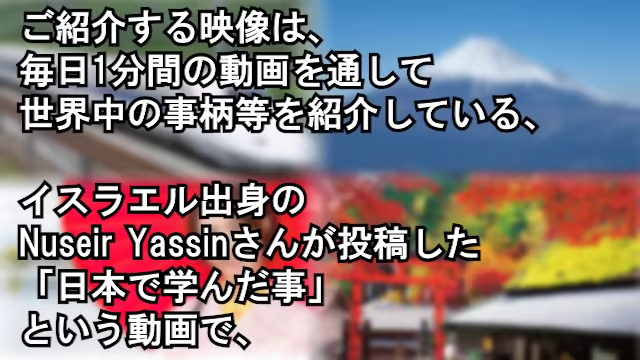 ご紹介する映像は、
毎日1分間の動画を通して
世界中の事柄等を紹介している、
イスラエル出身の
Nuseir Yassinさんが投稿した
「日本で学んだ事」
という動画で、